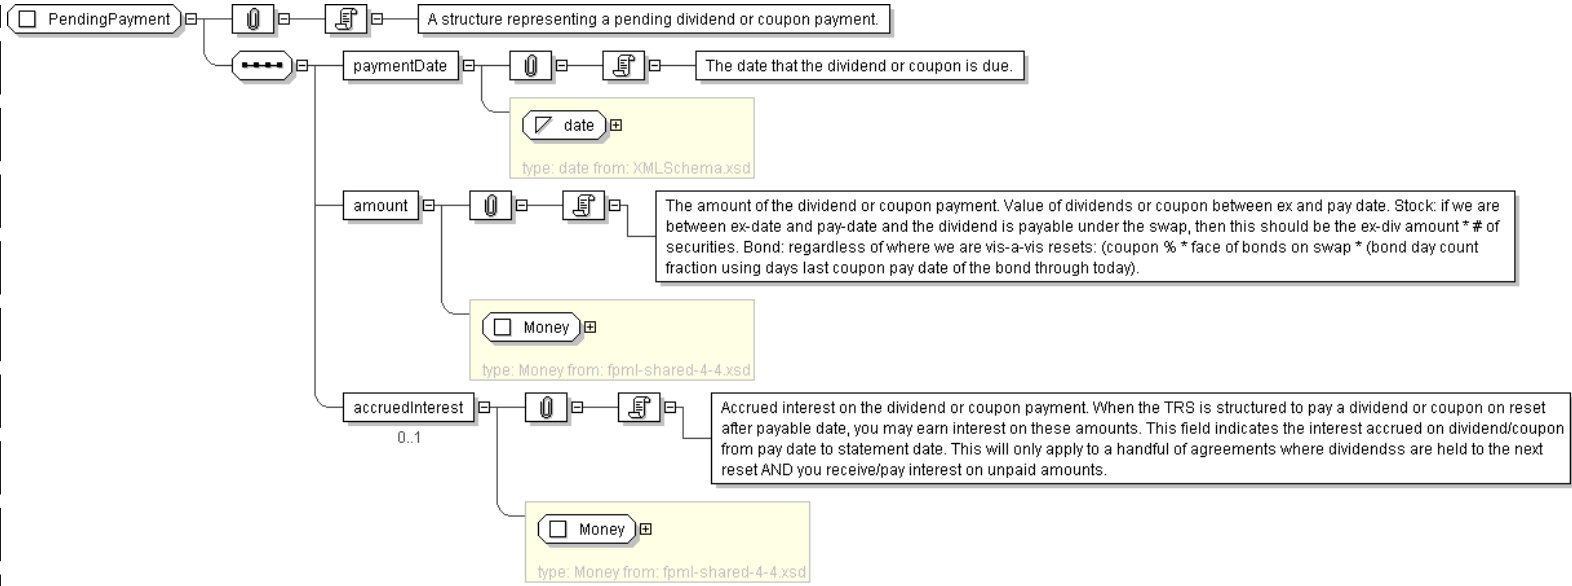 PendingPayment
A structure representing a pending dividend or coupon payment.
paymentDate
The date that the dividend or coupon is due.
date
type: date from: XMLSchema.xsd
amount
The amount of the dividend or coupon payment. Value of dividends or coupon between ex and pay date. Stock: if we are
between ex-date and pay-date and the dividend is payable under the swap, then this should be the ex-div amount * # of
securities. Bond: regardless of where we are vis-a-vis resets: (coupon % * face of bonds on swap * (bond day count
fraction using days last coupon pay date of the bond through today).
Money
type: Money from: fpml-shared-4-4.xsd
accruedInterest
0..1
Accrued interest on the dividend or coupon payment. When the TRS is structured to pay a dividend or coupon on reset
after payable date, you may earn interest on these amounts. This field indicates the interest accrued on dividend/coupon
from pay date to statement date. This will only apply to a handful of agreements where dividendss are held to the next
reset AND you receive/pay interest on unpaid amounts.
Money
type: Money from: fpml-shared-4-4.xsd